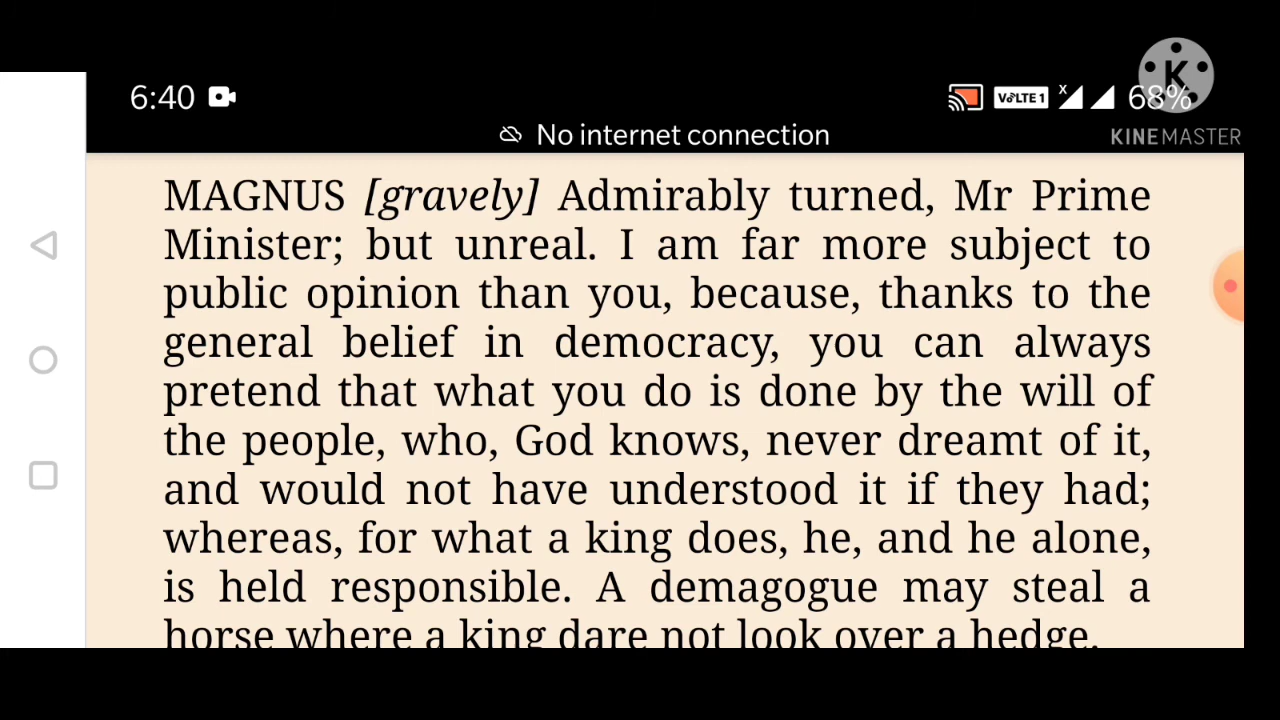 6:40
VoLTE 1
x
68%
K
No internet connection
KINEMASTER
MAGNUS [gravely] Admirably turned, Mr Prime
Minister; but unreal. I am far more subject to
public opinion than you, because, thanks to the
general belief in democracy, you can always
pretend that what you do is done by the will of
the people, who, God knows, never dreamt of it,
and would not have understood it if they had;
whereas, for what a king does, he, and he alone,
is held responsible. A demagogue may steal a
horse where a king dare not look over a hedge.